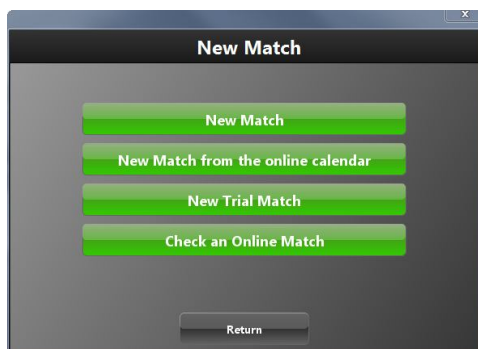 x
New Match
New Match
New Match from the online calendar
New Trial Match
Check an Online Match
Return